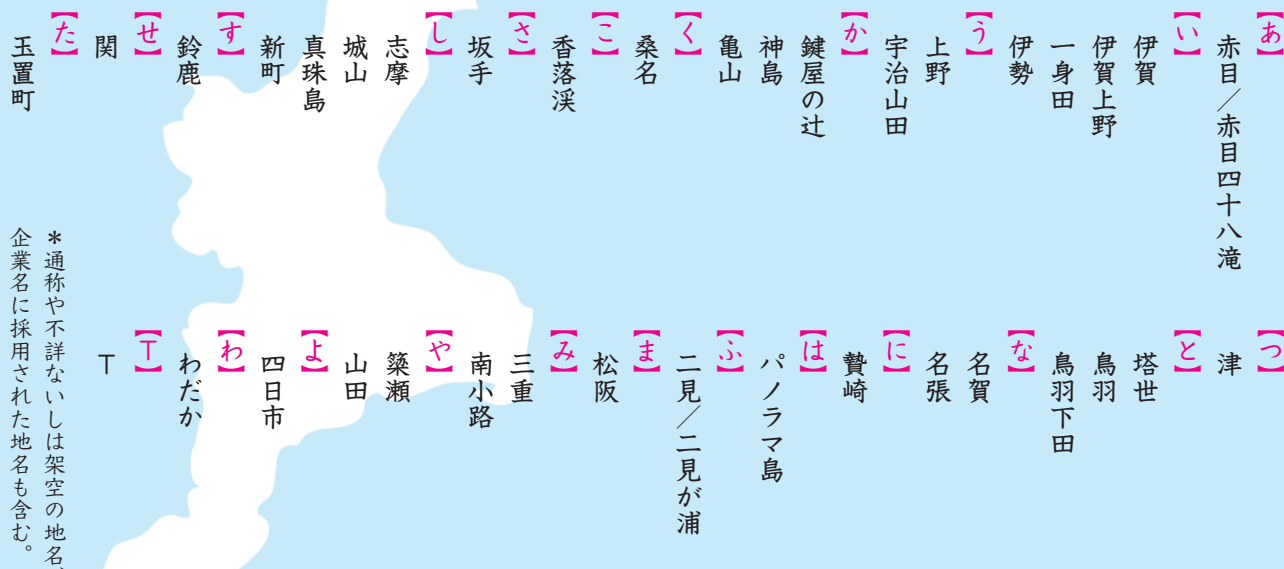 【あ】
赤目／赤目四十八滝
【い】
伊賀
伊賀上野
一身田
伊勢
【う】
上野
宇治山田
【か】
鍵屋の辻
神島
亀山
【く】
桑名
【こ】
香落渓
【さ】
坂手
【し】
志摩
城山
真珠島
新町
【す】
鈴鹿
【せ】
関
【た】
玉置町
【つ】
津
【と】
塔世
鳥羽
鳥羽下田
【な】
名賀
名張
【に】
贄崎
【は】
パノラマ島
【ふ】
二見／二見が浦
【ま】
松阪
【み】
三重
南小路
【や】
簗瀬
山田
【よ】
四日市
【わ】
わだか
【T】
T
＊通称や不詳ないしは架空の地名、
企業名に採用された地名も含む。